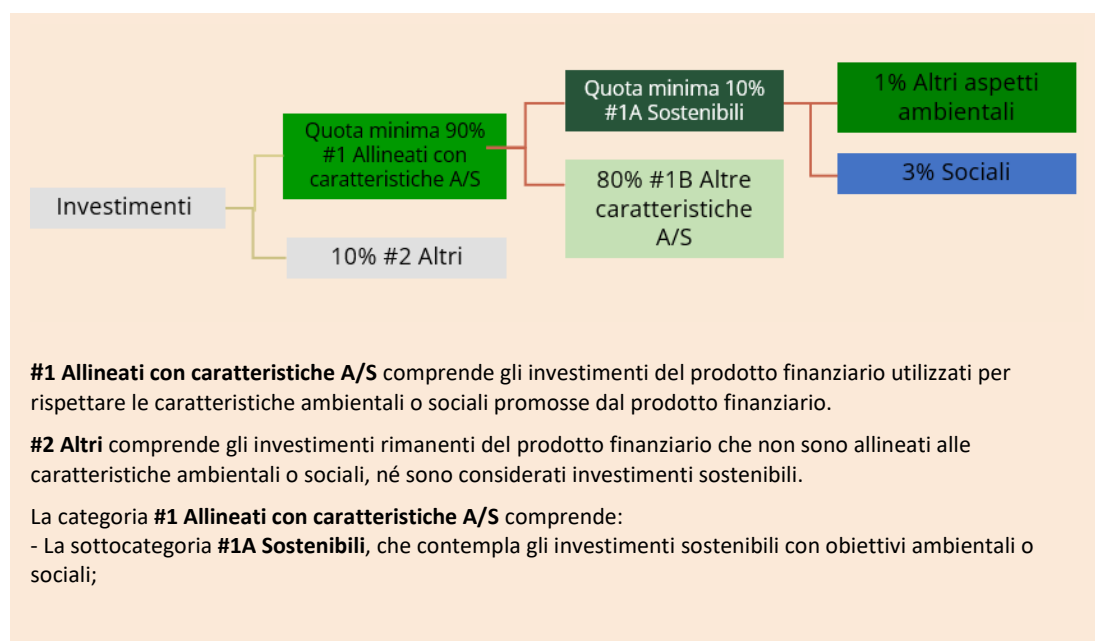 Investimenti
Quota minima 90%
#1 Allineati con
caratteristiche A/S
10% #2 Altri
Quota minima 10%
#1A Sostenibili
80% #1B Altre
caratteristiche
A/S
1% Altri aspetti
ambientali
3% Sociali
#1 Allineati con caratteristiche A/S comprende gli investimenti del prodotto finanziario utilizzati per
rispettare le caratteristiche ambientali o sociali promosse dal prodotto finanziario.
#2 Altri comprende gli investimenti rimanenti del prodotto finanziario che non sono allineati alle
caratteristiche ambientali o sociali, né sono considerati investimenti sostenibili.
La categoria #1 Allineati con caratteristiche A/S comprende:
- La sottocategoria #1A Sostenibili, che contempla gli investimenti sostenibili con obiettivi ambientali o
sociali;